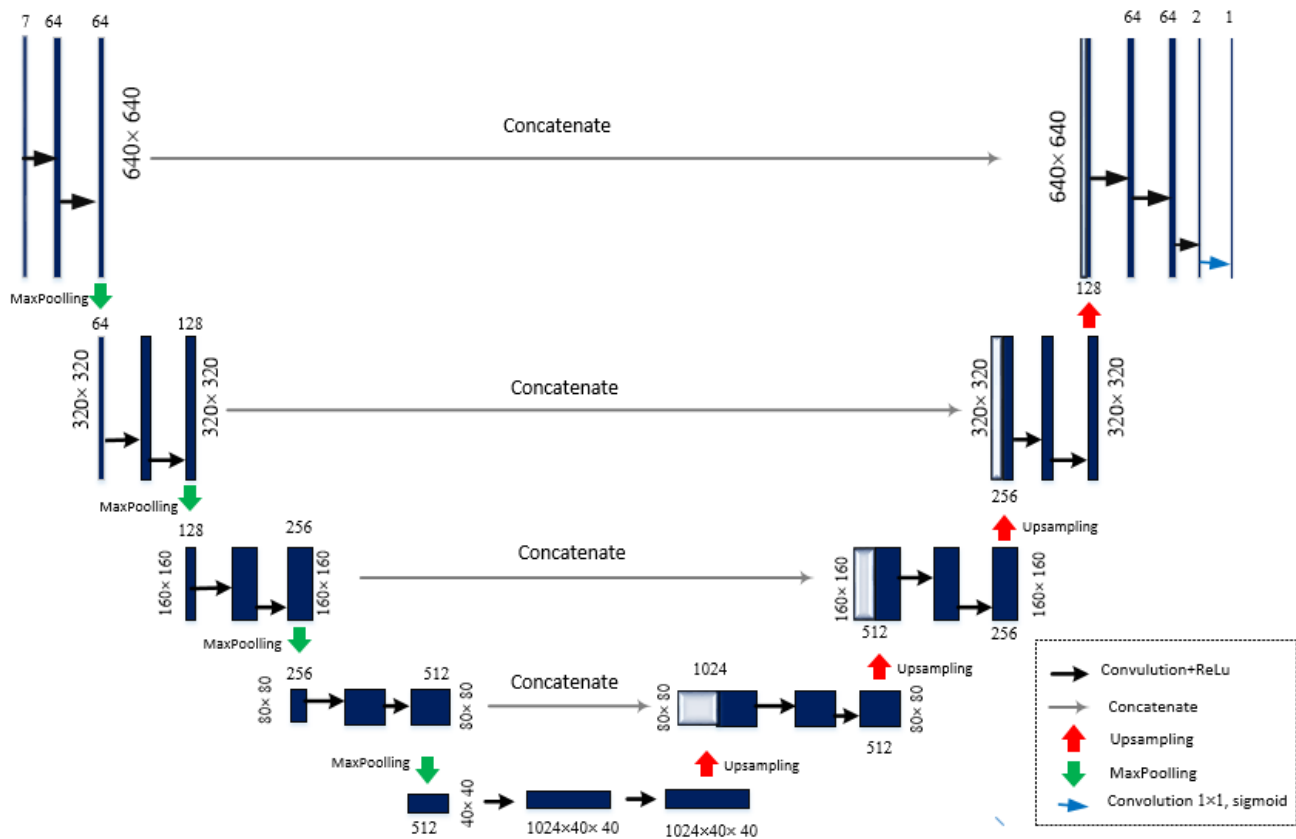 7 64 64
64 64 2 1
640× 640
Concatenate
640× 640
MaxPoolling
128
64 128
320× 320
320× 320
Concatenate
320× 320
320× 320
MaxPoolling
256
Upsampling
128 256
160× 160
160× 160
Concatenate
160× 160
160× 160
MaxPoolling
512
256
Upsampling
256 512
80× 80
80× 80
Concatenate
1024
80× 80
80× 80
512
MaxPoolling
Upsampling
512
40× 40
1024×40× 40
1024×40× 40
Convulution+ReLu
Concatenate
Upsampling
MaxPoolling
Convolution 1×1, sigmoid